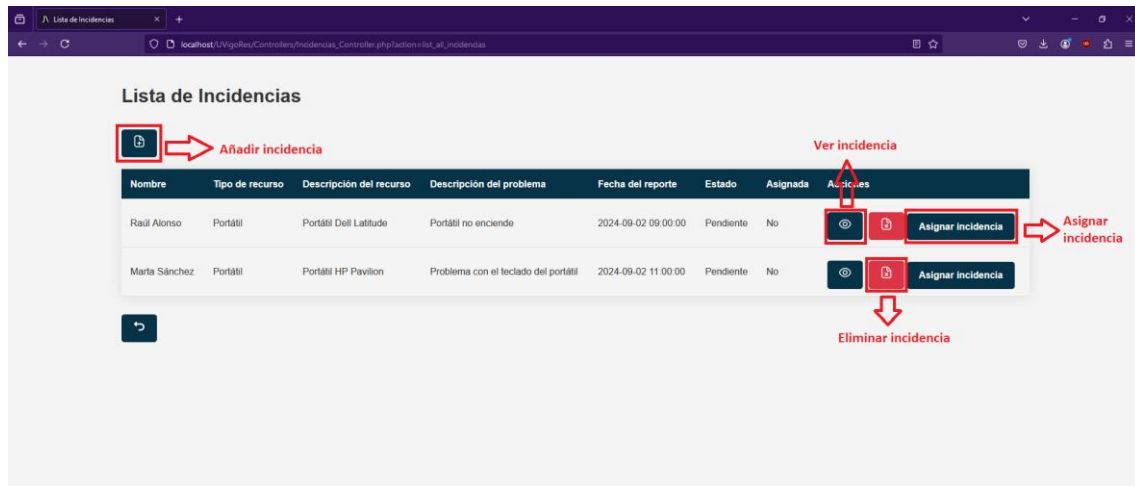 Lista de Incidencias
localhost/UVigoRes/Controllers/Incidencias_Controller.php?action=list_all_incidencias
Lista de Incidencias
Añadir incidencia
Ver incidencia
Nombre Tipo de recurso Descripción del recurso Descripción del problema Fecha del reporte Estado Asignada Acciones
Raúl Alonso Portátil Portátil Dell Latitude Portátil no enciende 2024-09-02 09:00:00 Pendiente No Asignar incidencia
Asignar
incidencia
Marta Sánchez Portátil Portátil HP Pavilion Problema con el teclado del portátil 2024-09-02 11:00:00 Pendiente No Asignar incidencia
Eliminar incidencia